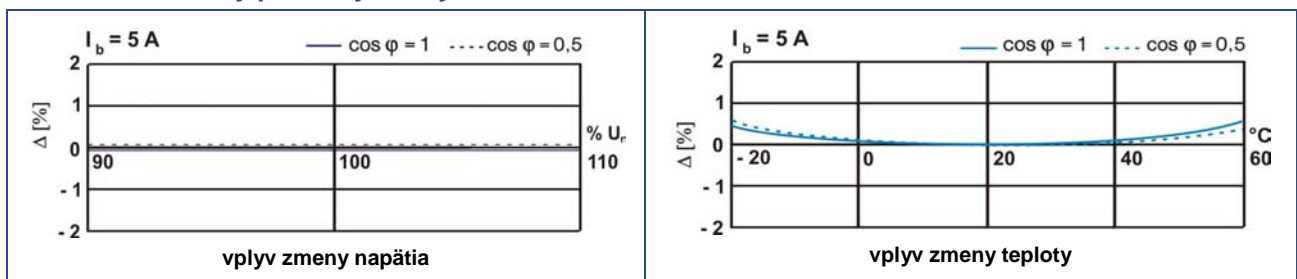 I b = 5 A
cos φ = 1 cos φ = 0,5
2
1
0
- 1
- 2
Δ [%]
90 100 110
% Un
vplyv zmeny napätia
I b = 5 A
cos φ = 1 cos φ = 0,5
2
1
0
- 1
- 2
Δ [%]
- 20 0 20 40 60
°C
vplyv zmeny teploty